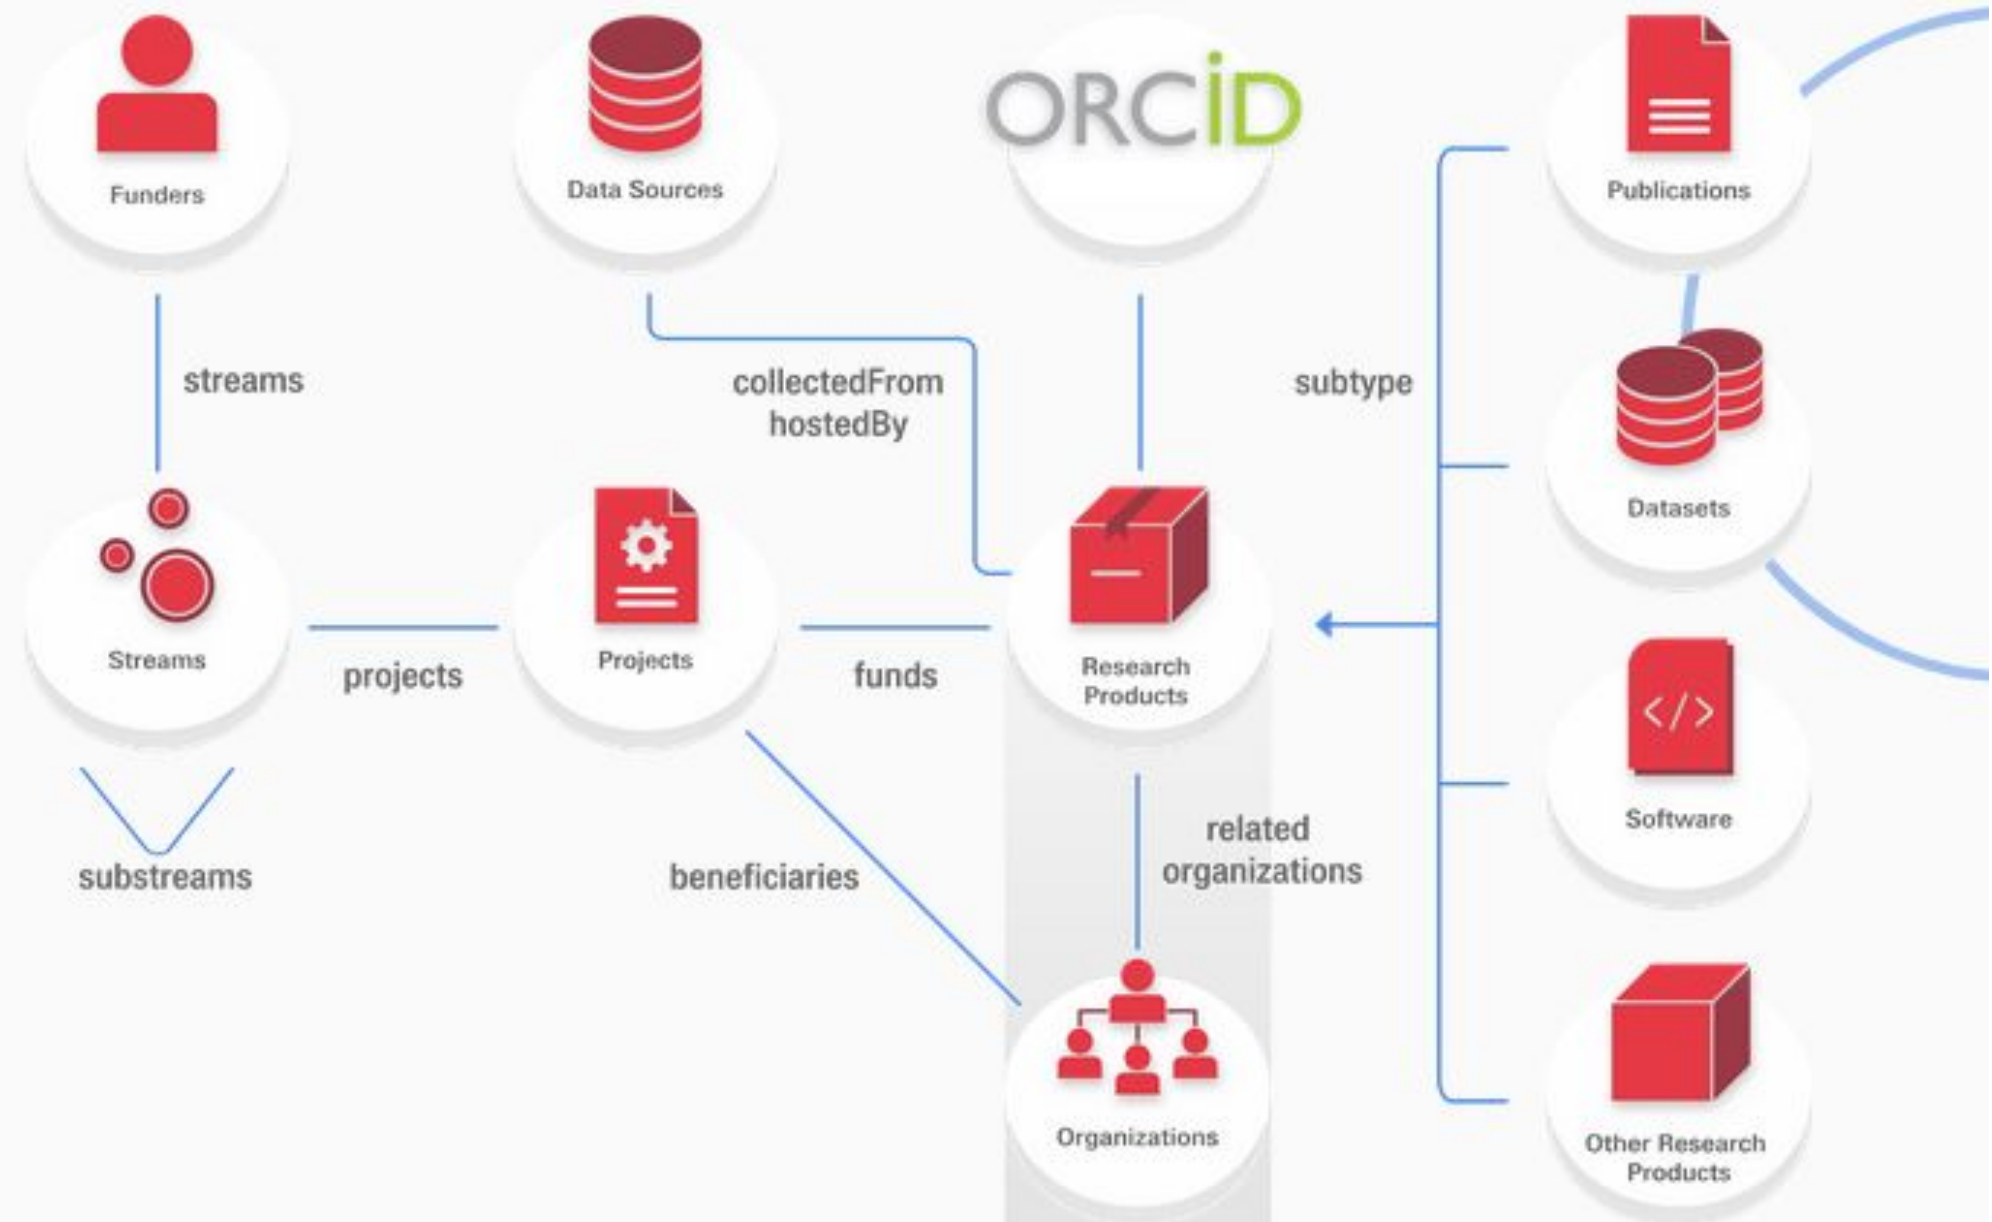 ORCID
Funders
Data Sources
Publications
streams
collectedFrom
hostedBy
subtype
Datasets
Streams
projects
Projects
funds
Research
Products
</>
Software
substreams
beneficiaries
related
organizations
Organizations
Other Research
Products